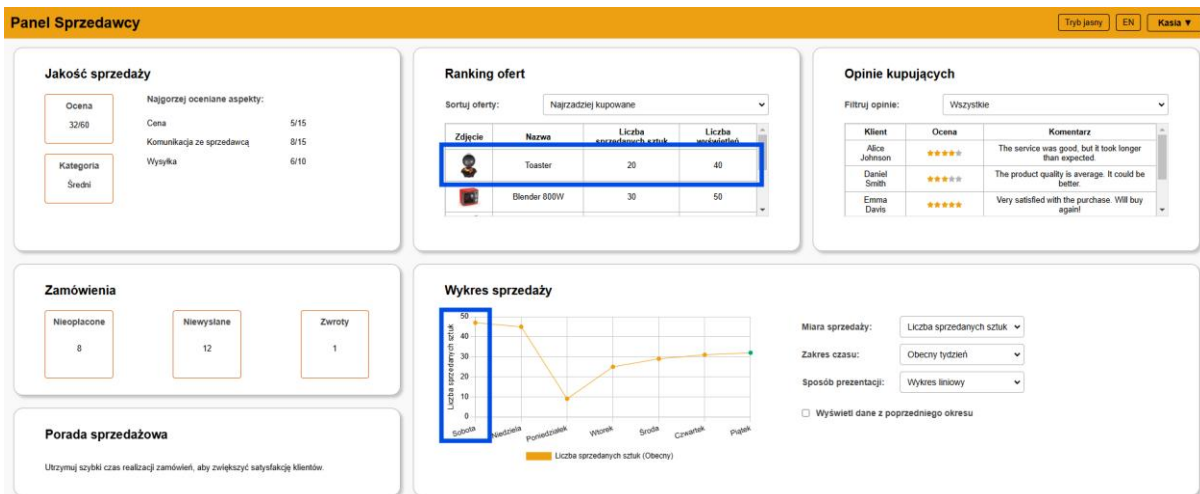 Panel Sprzedawcy
Tryb jasny
EN
Kasia ▼
Jakość sprzedaży
Ocena
32/60
Kategoria
Średni
Najgorzej oceniane aspekty:
Cena 5/15
Komunikacja ze sprzedawcą 8/15
Wysyłka 6/10
Ranking ofert
Sortuj oferty: Najrzadziej kupowane
Zdjęcie Nazwa Liczba sprzedanych sztuk Liczba wyświetleń
Toaster 20 40
Blender 800W 30 50
Opinie kupujących
Filtruj opinie: Wszystkie
Klient Ocena Komentarz
Alice Johnson The service was good, but it took longer than expected.
Daniel Smith The product quality is average. It could be better.
Emma Davis Very satisfied with the purchase. Will buy again!
Zamówienia
Nieopłacone
8
Niewysłane
12
Zwroty
1
Porada sprzedażowa
Utrzymuj szybki czas realizacji zamówień, aby zwiększyć satysfakcję klientów.
Wykres sprzedaży
Liczba sprzedanych sztuk
50
40
30
20
10
0
Sobota Niedziela Poniedziałek Wtorek Środa Czwartek Piątek
Liczba sprzedanych sztuk (Obecny)
Miara sprzedaży: Liczba sprzedanych sztuk
Zakres czasu: Obecny tydzień
Sposób prezentacji: Wykres liniowy
Wyświetl dane z poprzedniego okresu